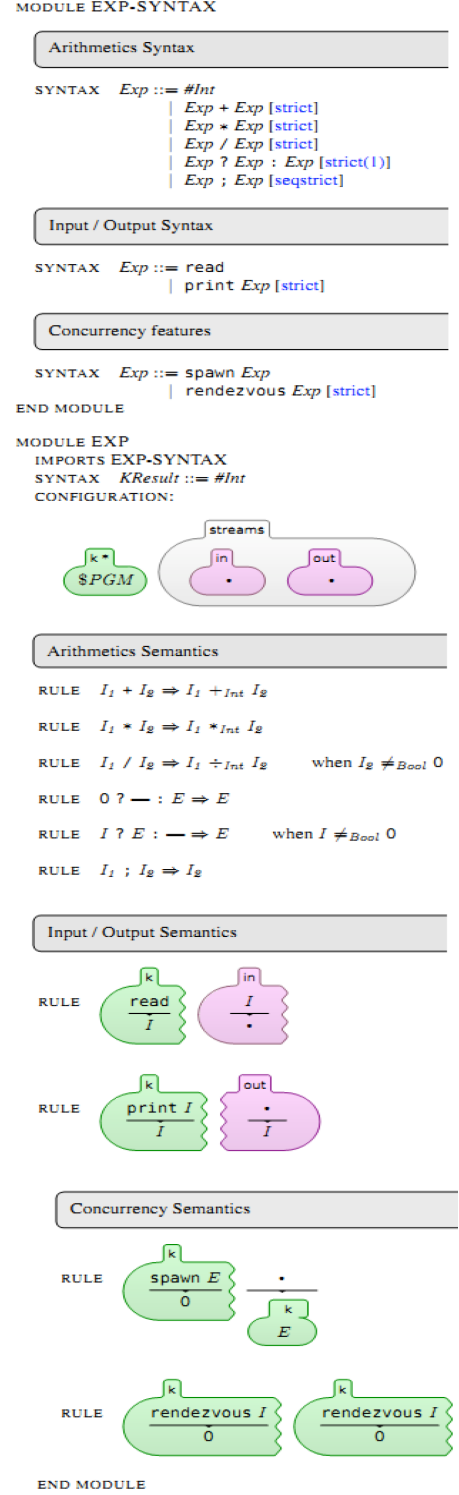 MODULE EXP-SYNTAX
Arithmetics Syntax
SYNTAX Exp ::= #Int
| Exp + Exp [strict]
| Exp * Exp [strict]
| Exp / Exp [strict]
| Exp ? Exp : Exp [strict(1)]
| Exp ; Exp [seqstrict]
Input / Output Syntax
SYNTAX Exp ::= read
| print Exp [strict]
Concurrency features
SYNTAX Exp ::= spawn Exp
| rendezvous Exp [strict]
END MODULE
MODULE EXP
IMPORTS EXP-SYNTAX
SYNTAX KResult ::= #Int
CONFIGURATION:
streams
k * in out
$PGM • •
Arithmetics Semantics
RULE I₁ + I₂ ⇒ I₁ +Int I₂
RULE I₁ * I₂ ⇒ I₁ *Int I₂
RULE I₁ / I₂ ⇒ I₁ ÷Int I₂ when I₂ ≠Bool 0
RULE 0 ? — : E ⇒ E
RULE I ? E : — ⇒ E when I ≠Bool 0
RULE I₁ ; I₂ ⇒ I₂
Input / Output Semantics
k in
RULE read I
I •
k out
RULE print I •
I I
Concurrency Semantics
k
RULE spawn E •
0 k
E
k k
RULE rendezvous I rendezvous I
0 0
END MODULE